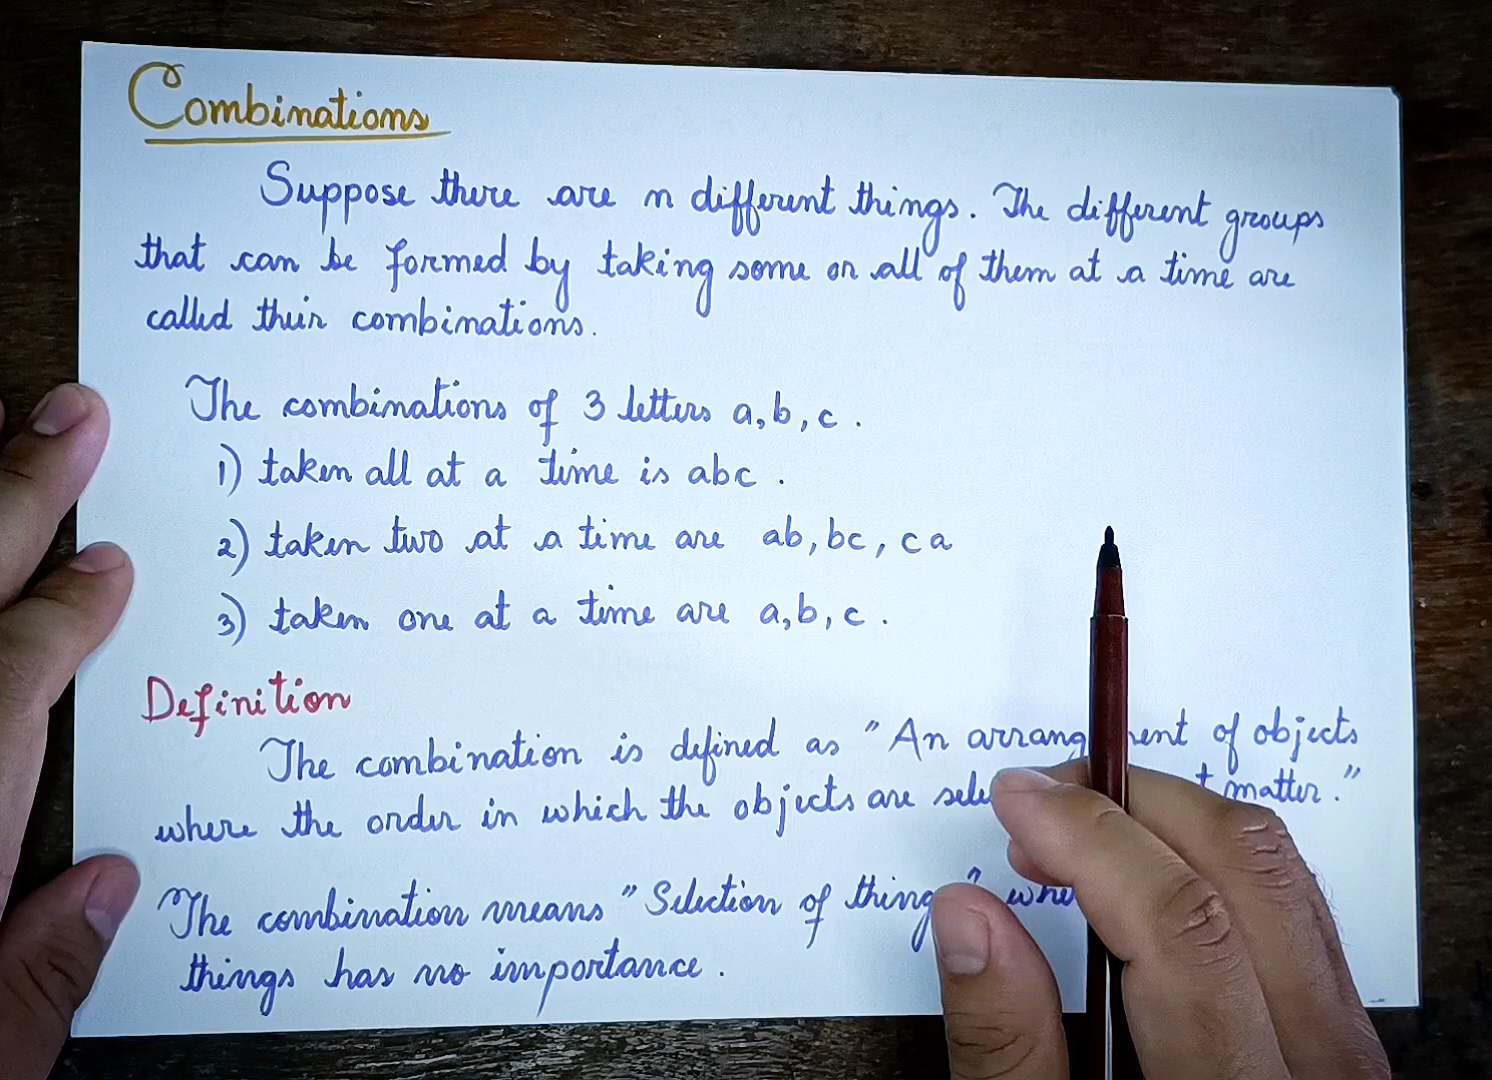 Combinations
Suppose there are n different things. The different groups
that can be formed by taking some or all of them at a time are
called their combinations.
The combinations of 3 letters a, b, c .
1) taken all at a time is abc .
2) taken two at a time are ab, bc, ca
3) taken one at a time are a, b, c .
Definition
The combination is defined as "An of objects
where the order in which the objects are matter."
The combination means "Selection of
things has no importance .